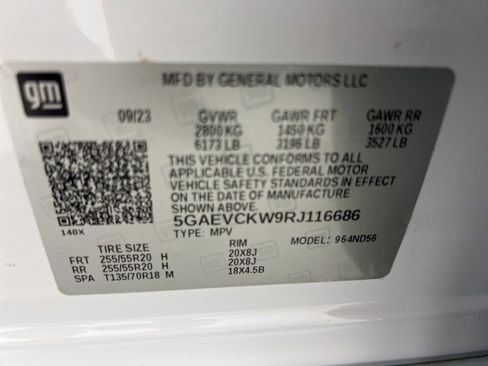 gm
MFD BY GENERAL MOTORS LLC
09/23 GVWR GAWR FRT GAWR RR
2800 KG 1450 KG 1600 KG
6173 LB 3196 LB 3527 LB
THIS VEHICLE CONFORMS TO ALL
APPLICABLE U.S. FEDERAL MOTOR
VEHICLE SAFETY STANDARDS IN EFFECT
ON THE DATE OF MANUFACTURE
SHOWN ABOVE.
140X 5GAEVCKW9RJ116686
TYPE: MPV MODEL: 964ND56
TIRE SIZE RIM
FRT 255/55R20 H 20X8J
RR 255/55R20 H 20X8J
SPA T135/70R18 M 18X4.5B